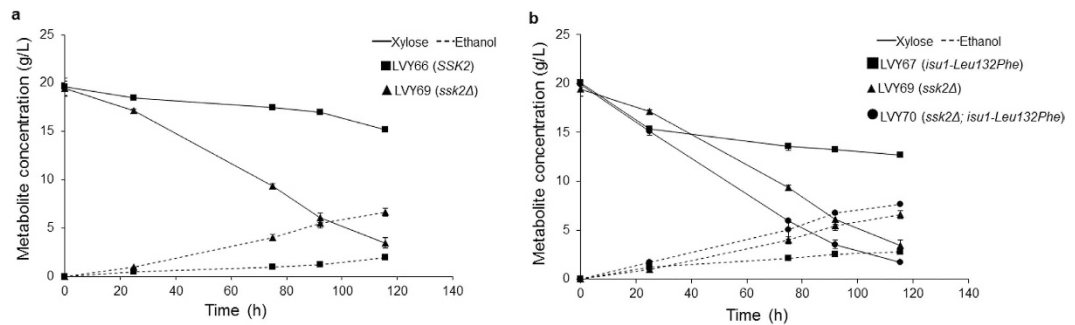 a
Metabolite concentration (g/L)
25
20
15
10
5
0
0 20 40 60 80 100 120 140
Time (h)
Xylose Ethanol
LVY66 (SSK2)
LVY69 (ssk2Δ)
b
Metabolite concentration (g/L)
25
20
15
10
5
0
0 20 40 60 80 100 120 140
Time (h)
Xylose Ethanol
LVY67 (isu1-Leu132Phe)
LVY69 (ssk2Δ)
LVY70 (ssk2Δ; isu1-Leu132Phe)